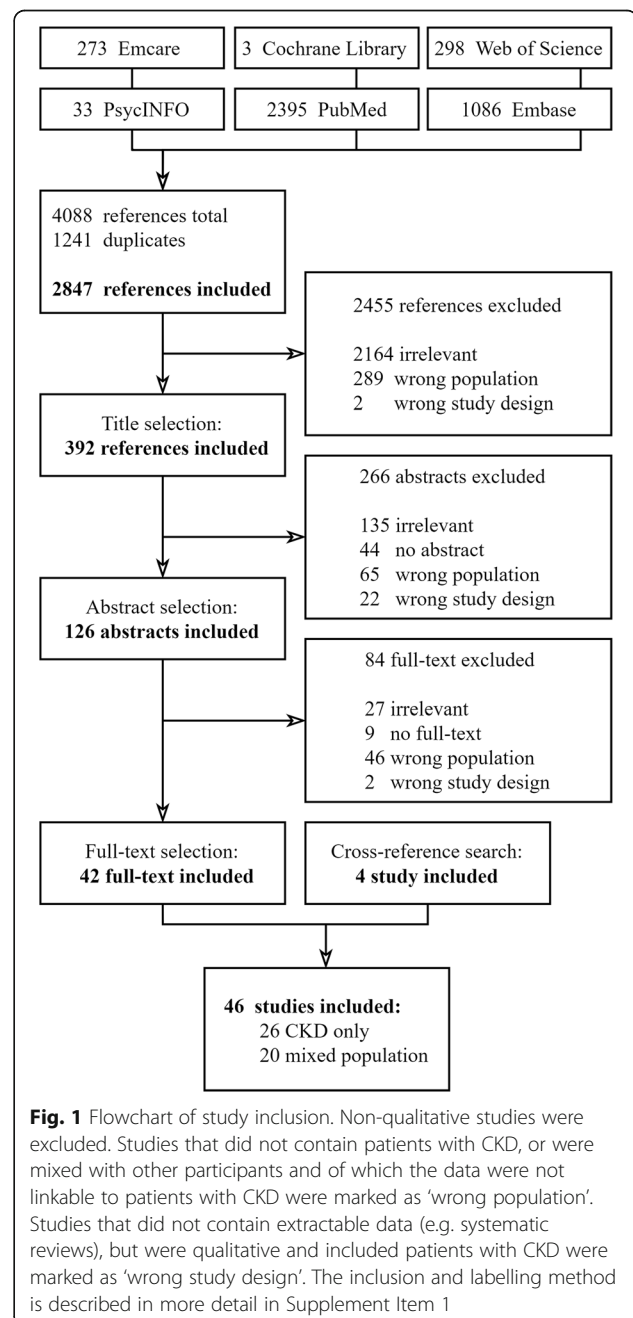 273 Emcare
3 Cochrane Library
298 Web of Science
33 PsycINFO
2395 PubMed
1086 Embase
4088 references total
1241 duplicates
2847 references included
2455 references excluded
2164 irrelevant
289 wrong population
2 wrong study design
Title selection:
392 references included
266 abstracts excluded
135 irrelevant
44 no abstract
65 wrong population
22 wrong study design
Abstract selection:
126 abstracts included
84 full-text excluded
27 irrelevant
9 no full-text
46 wrong population
2 wrong study design
Full-text selection:
42 full-text included
Cross-reference search:
4 study included
46 studies included:
26 CKD only
20 mixed population
Fig. 1 Flowchart of study inclusion. Non-qualitative studies were
excluded. Studies that did not contain patients with CKD, or were
mixed with other participants and of which the data were not
linkable to patients with CKD were marked as ‘wrong population’.
Studies that did not contain extractable data (e.g. systematic
reviews), but were qualitative and included patients with CKD were
marked as ‘wrong study design’. The inclusion and labelling method
is described in more detail in Supplement Item 1